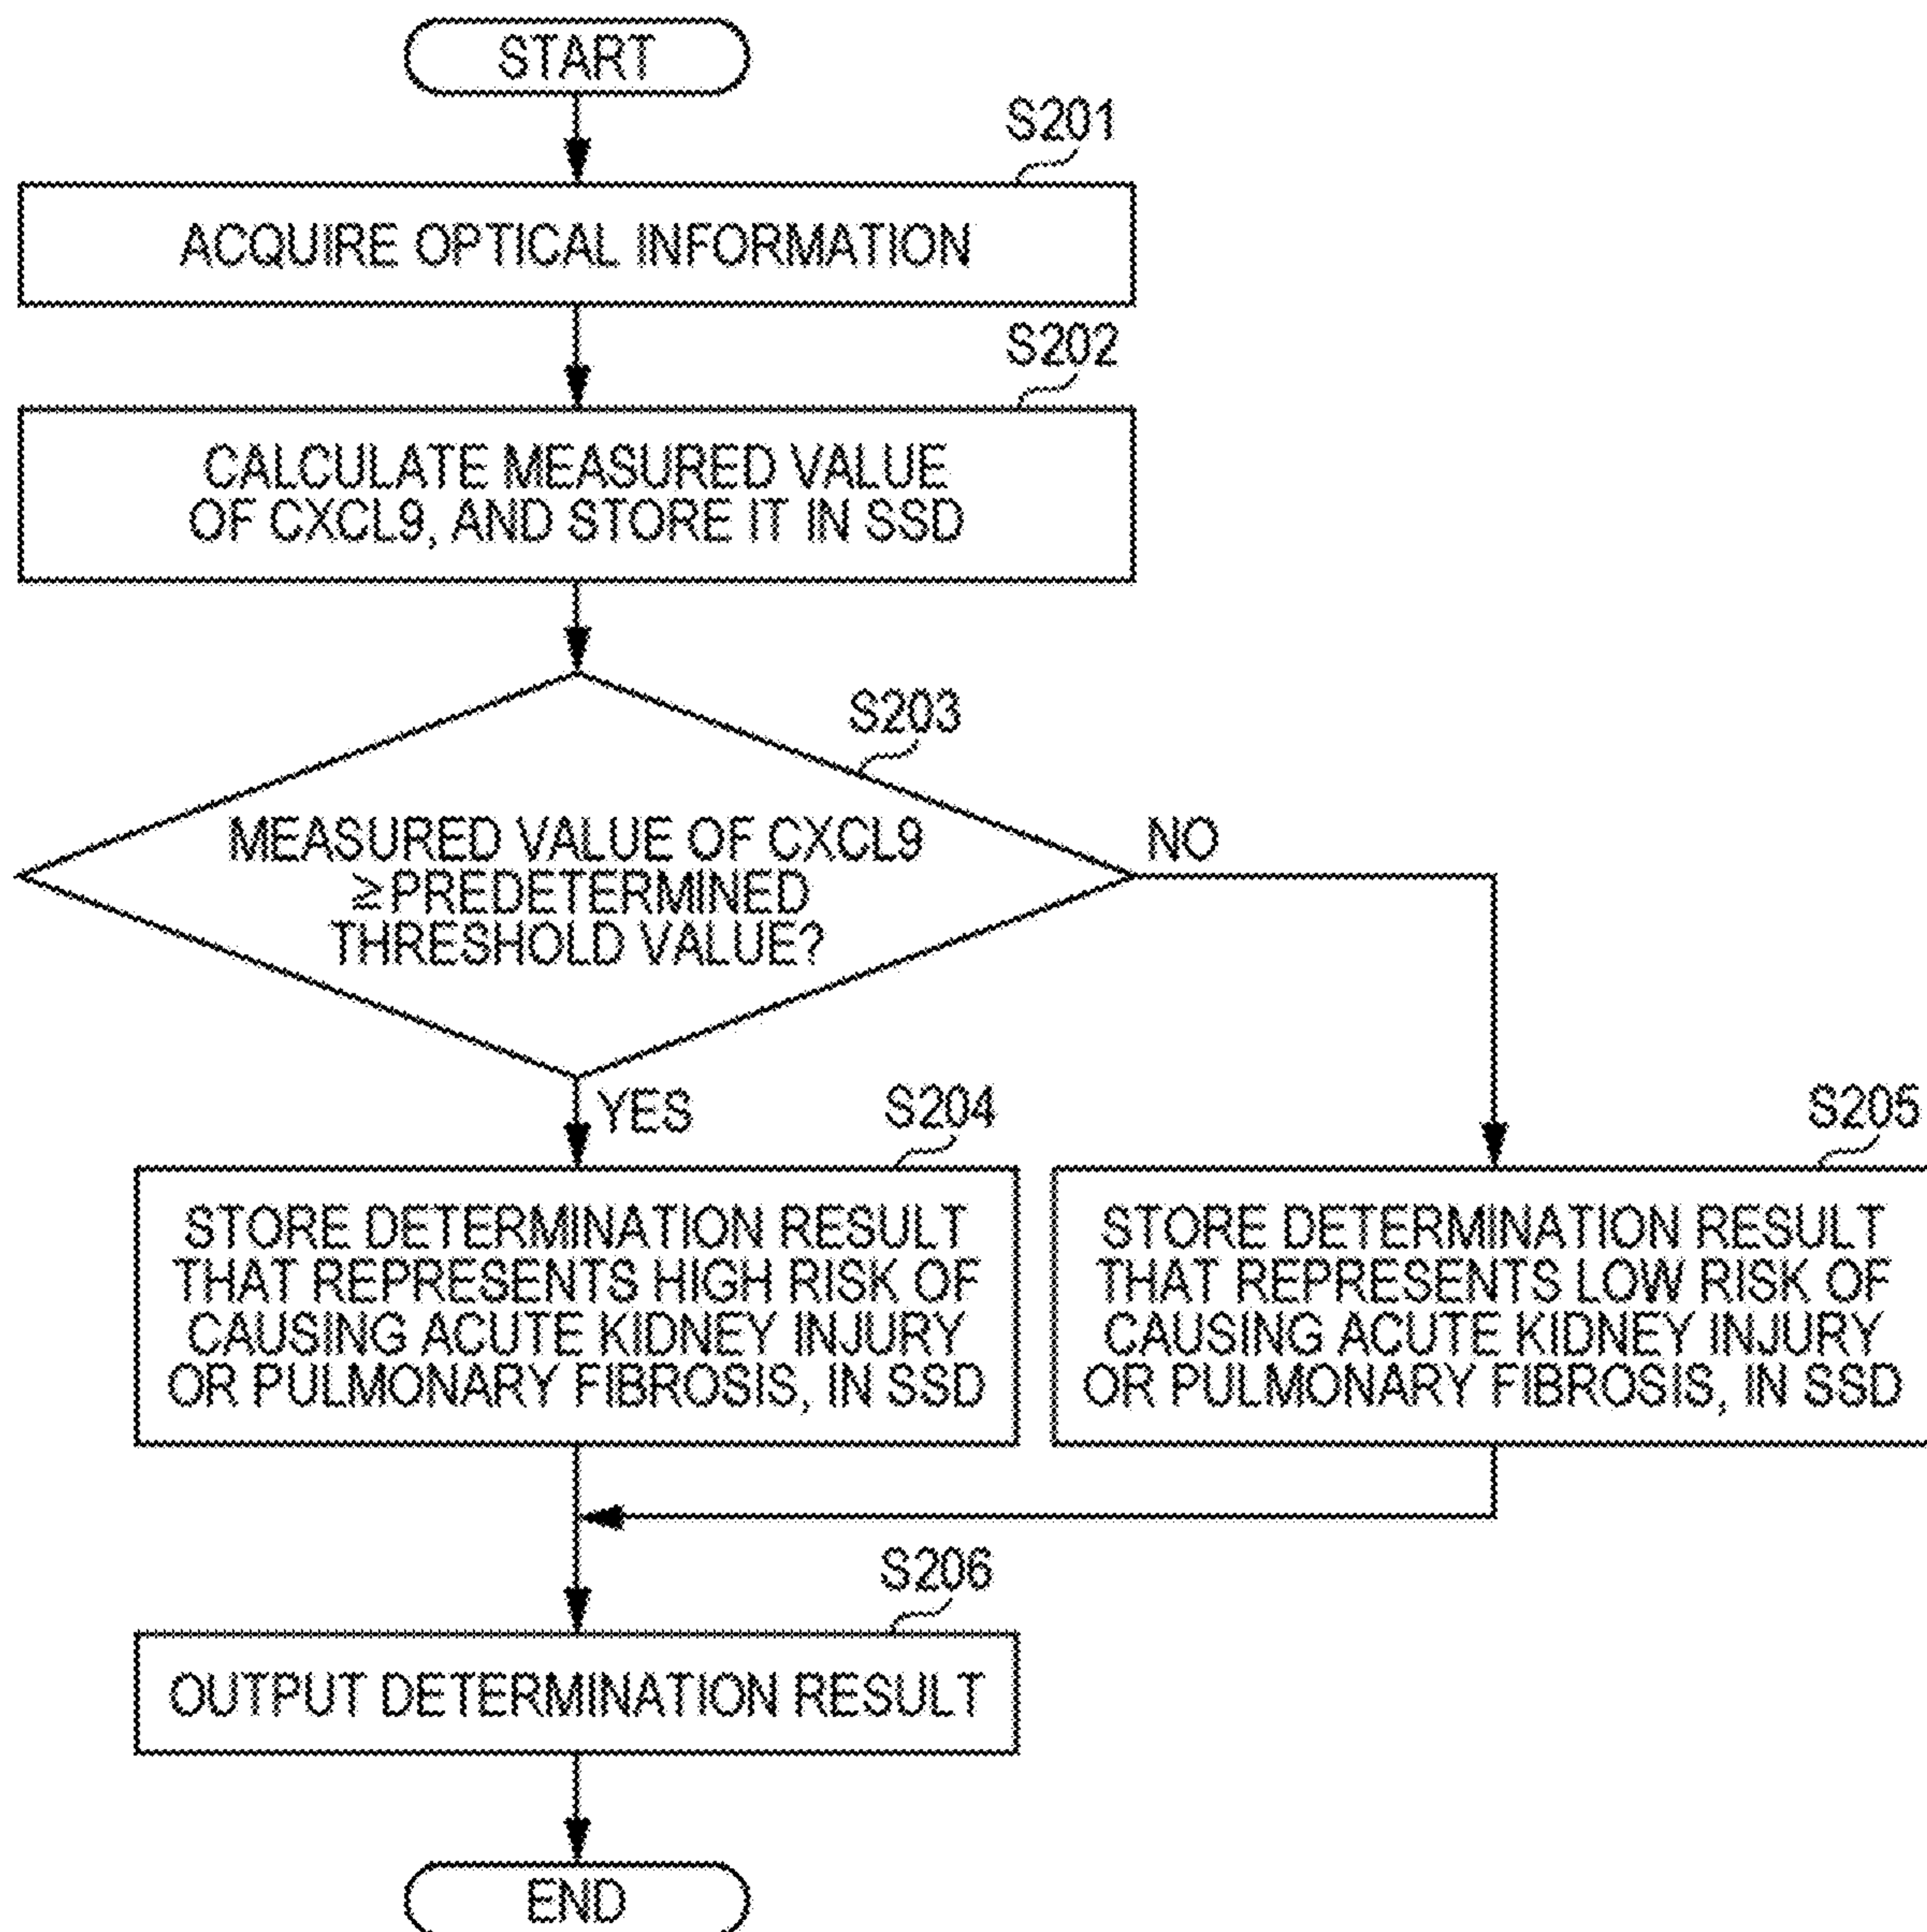 START
S201
ACQUIRE OPTICAL INFORMATION
S202
CALCULATE MEASURED VALUE
OF CXCL9, AND STORE IT IN SSD
S203
MEASURED VALUE OF CXCL9
≥PREDETERMINED
THRESHOLD VALUE?
NO
YES
S204
STORE DETERMINATION RESULT
THAT REPRESENTS HIGH RISK OF
CAUSING ACUTE KIDNEY INJURY
OR PULMONARY FIBROSIS, IN SSD
S205
STORE DETERMINATION RESULT
THAT REPRESENTS LOW RISK OF
CAUSING ACUTE KIDNEY INJURY
OR PULMONARY FIBROSIS, IN SSD
S206
OUTPUT DETERMINATION RESULT
END